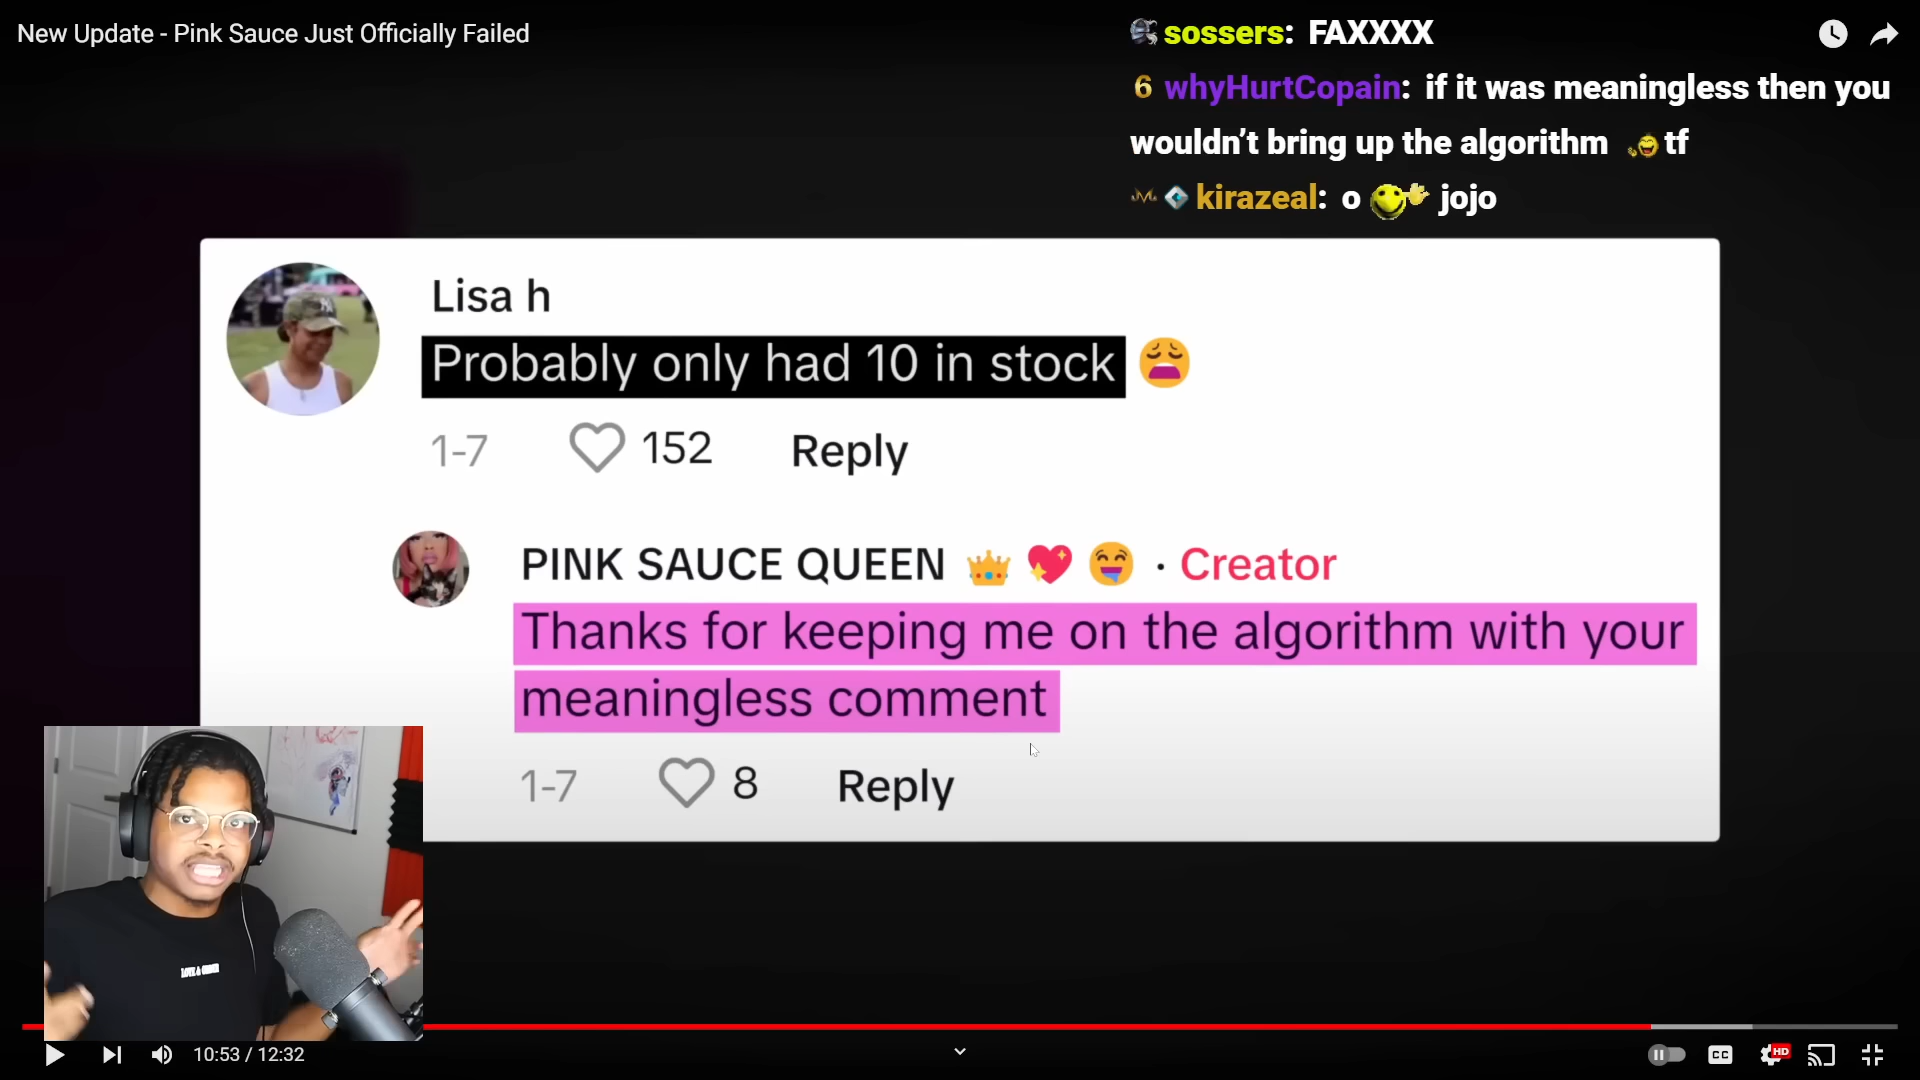 New Update - Pink Sauce Just Officially Failed
sossers: FAXXXX
6 whyHurtCopain: if it was meaningless then you
wouldn't bring up the algorithm tf
kirazeal: o jojo
Lisa h
Probably only had 10 in stock 😩
1-7 152 Reply
PINK SAUCE QUEEN 👑 💖 🤤 · Creator
Thanks for keeping me on the algorithm with your
meaningless comment
1-7 8 Reply
10:53 / 12:32
CC
HD